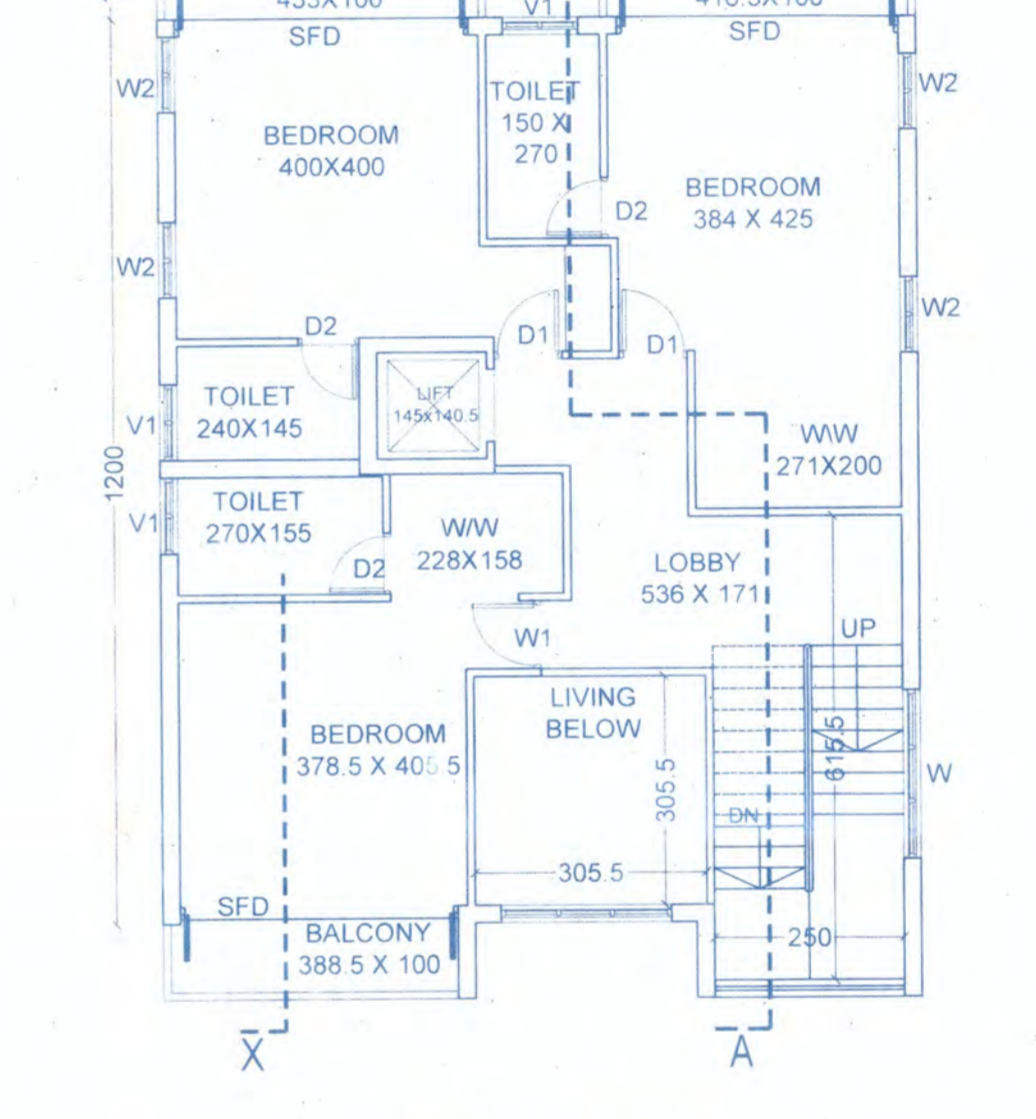 V1
SFD
SFD
W2
W2
TOILET
150 X
270
BEDROOM
400X400
BEDROOM
384 X 425
D2
W2
W2
D2
D1
D1
LIFT
145x140.5
TOILET
240X145
V1
W\W
271X200
1200
TOILET
270X155
V1
W/W
228X158
D2
LOBBY
536 X 171
UP
W1
LIVING
BELOW
BEDROOM
378.5 X 405.5
305.5
615.5
W
DN
305.5
SFD
BALCONY
388.5 X 100
250
X
A